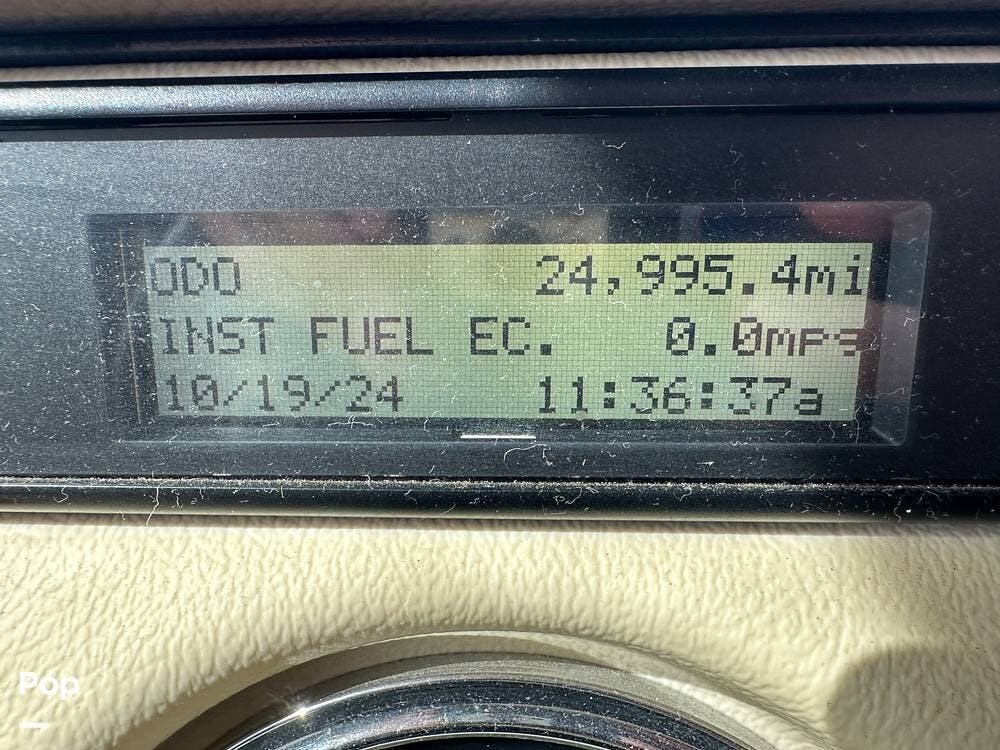 ODO 24,995.4mi
INST FUEL EC. 0.0mpg
10/19/24 11:36:37a
Pop